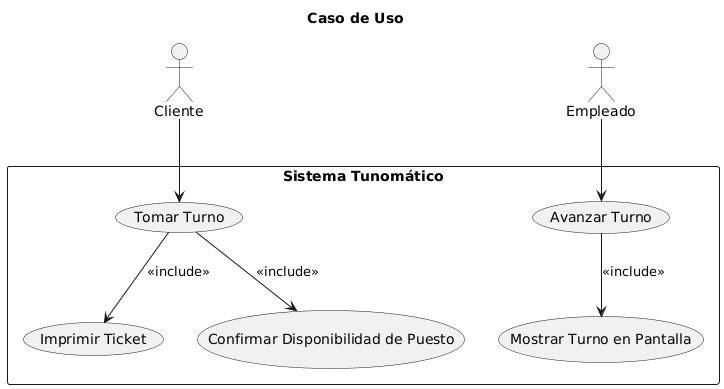 Caso de Uso
Cliente
Empleado
Sistema Tunomático
Tomar Turno
Avanzar Turno
«include»
«include»
«include»
Imprimir Ticket
Confirmar Disponibilidad de Puesto
Mostrar Turno en Pantalla